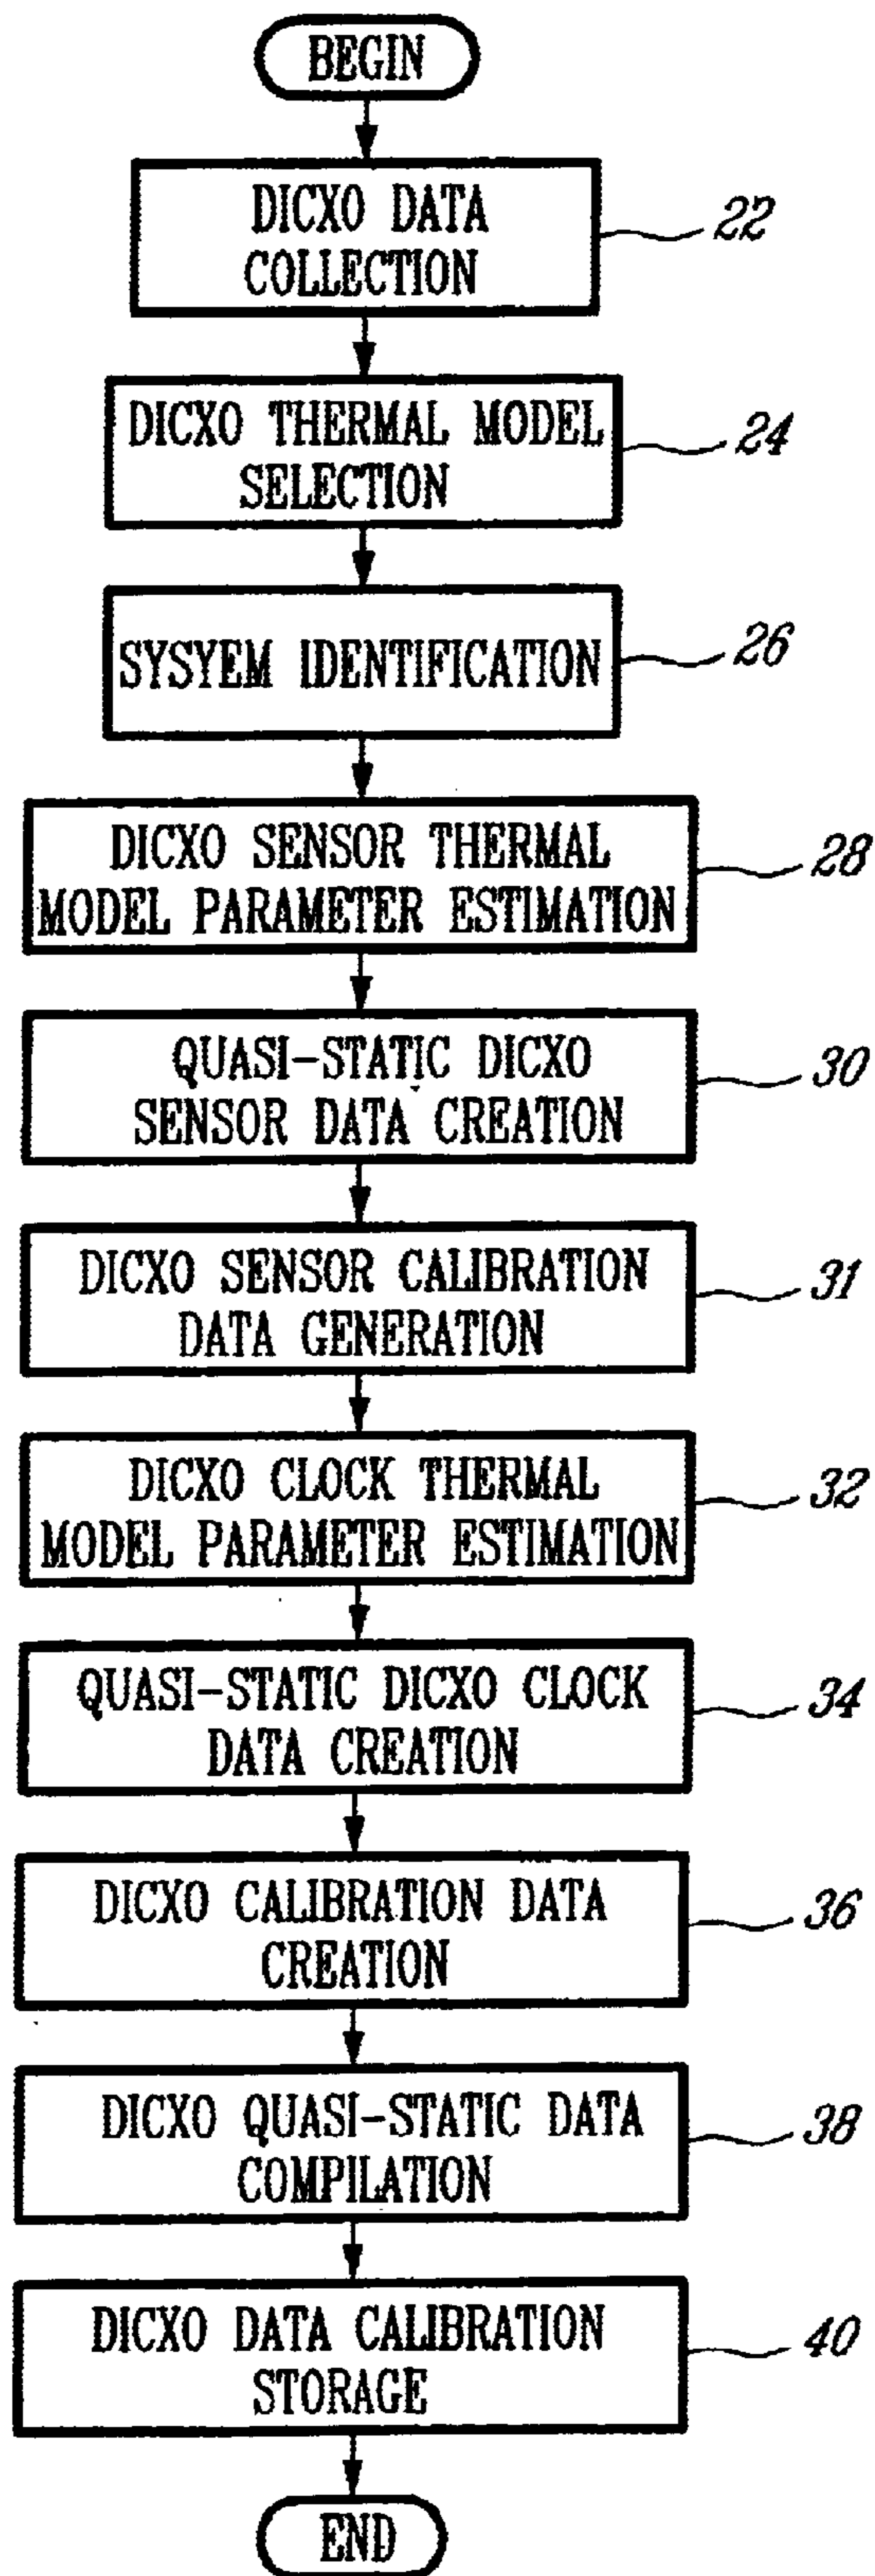 BEGIN
DICXO DATA
COLLECTION
22
DICXO THERMAL MODEL
SELECTION
24
SYSYEM IDENTIFICATION
26
DICXO SENSOR THERMAL
MODEL PARAMETER ESTIMATION
28
QUASI-STATIC DICXO
SENSOR DATA CREATION
30
DICXO SENSOR CALIBRATION
DATA GENERATION
31
DICXO CLOCK THERMAL
MODEL PARAMETER ESTIMATION
32
QUASI-STATIC DICXO CLOCK
DATA CREATION
34
DICXO CALIBRATION DATA
CREATION
36
DICXO QUASI-STATIC DATA
COMPILATION
38
DICXO DATA CALIBRATION
STORAGE
40
END